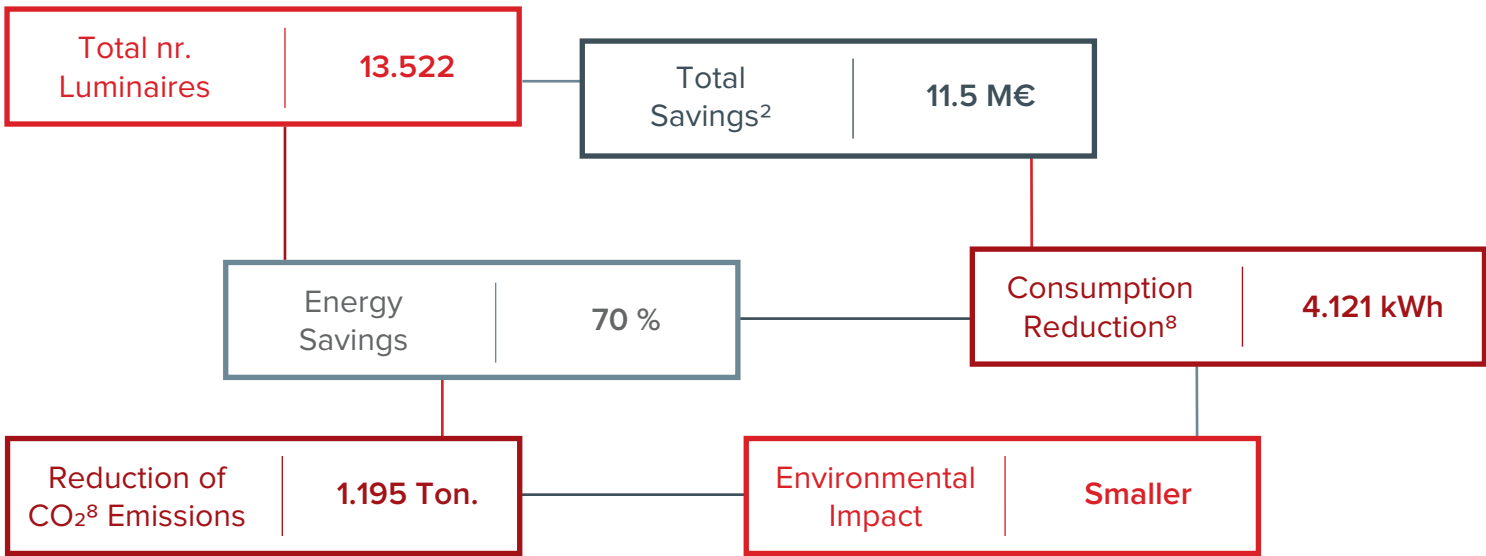 Total nr.
Luminaires
13.522
Total
Savings²
11.5 M€
Energy
Savings
70 %
Consumption
Reduction⁸
4.121 kWh
Reduction of
CO₂⁸ Emissions
1.195 Ton.
Environmental
Impact
Smaller